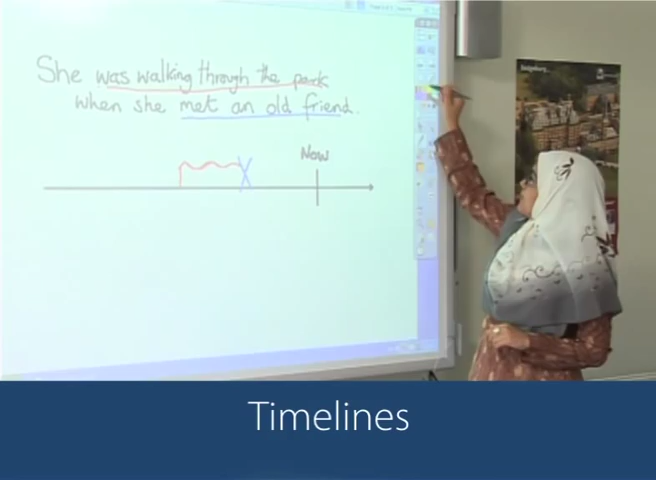 She was walking through the park
when she met an old friend.
Now
X
Timelines